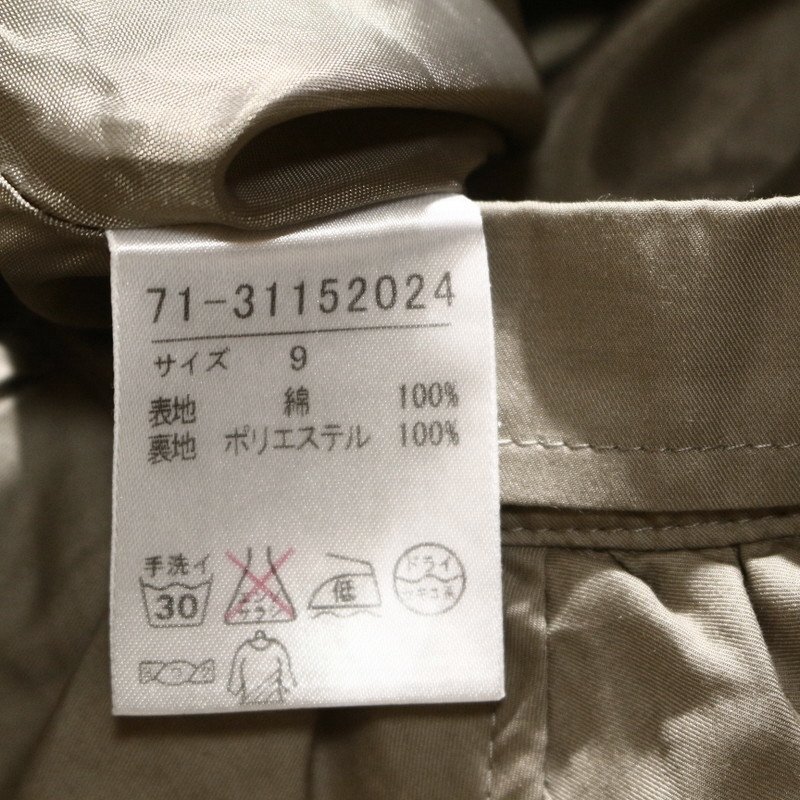 71-31152024
サイズ 9
表地 綿 100%
裏地 ポリエステル 100%
手洗イ
30
低
ドライ